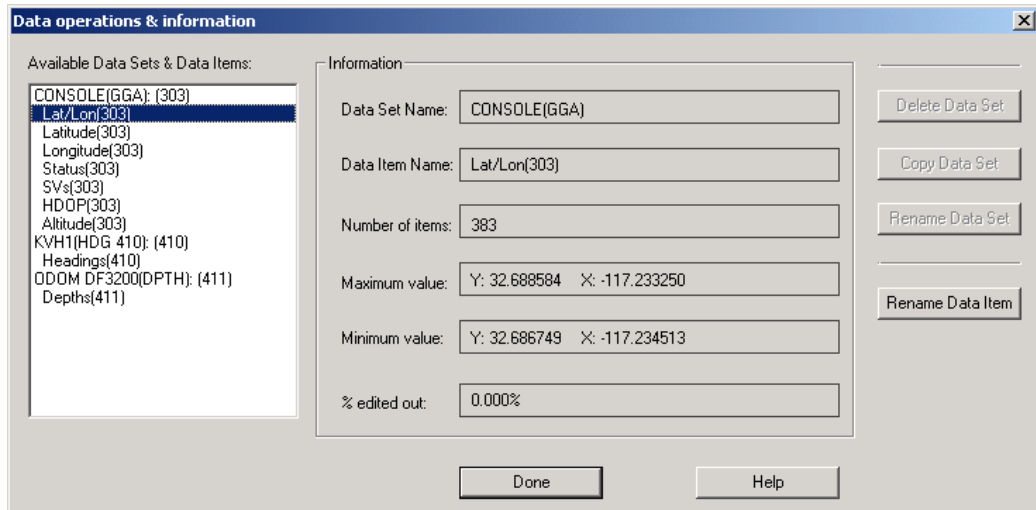 Data operations & information
Available Data Sets & Data Items:
CONSOLE(GGA): (303)
Lat/Lon(303)
Latitude(303)
Longitude(303)
Status(303)
SVs(303)
HDOP(303)
Altitude(303)
KVH1(HDG 410): (410)
Headings(410)
ODOM DF3200(DPTH): (411)
Depths(411)
Information
Data Set Name: CONSOLE(GGA)
Data Item Name: Lat/Lon(303)
Number of items: 383
Maximum value: Y: 32.688584 X: -117.233250
Minimum value: Y: 32.686749 X: -117.234513
% edited out: 0.000%
Delete Data Set
Copy Data Set
Rename Data Set
Rename Data Item
Done
Help